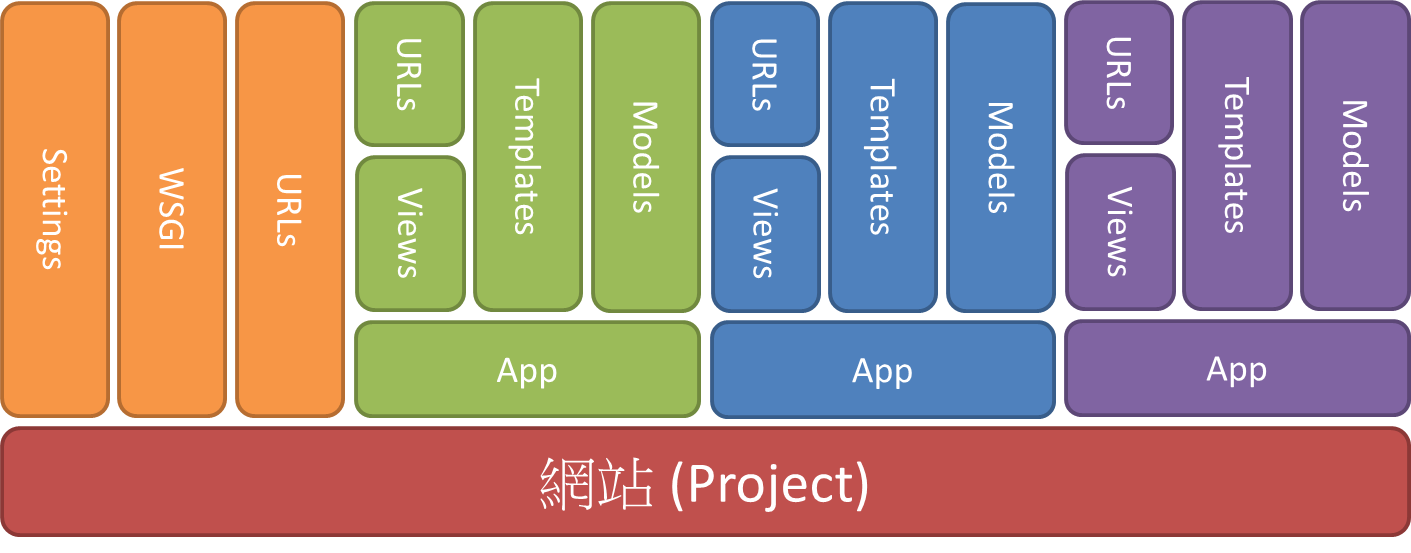 Settings
WSGI
URLs
URLs
Views
Templates
Models
App
URLs
Views
Templates
Models
App
URLs
Views
Templates
Models
App
網站 (Project)